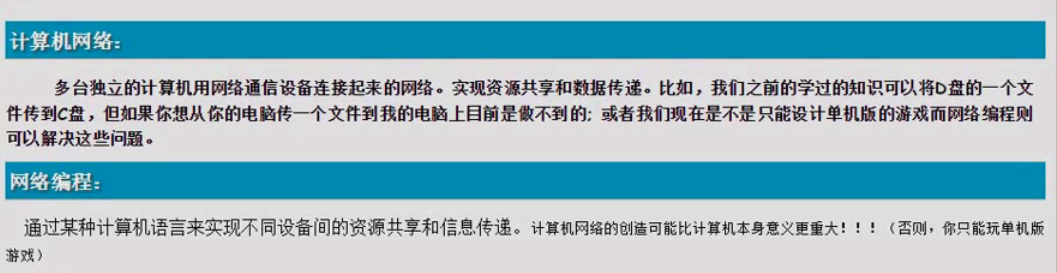 计算机网络：
多台独立的计算机用网络通信设备连接起来的网络。实现资源共享和数据传递。比如，我们之前的学过的知识可以将D盘的一个文
件传到C盘，但如果你想从你的电脑传一个文件到我的电脑上目前是做不到的; 或者我们现在是不是只能设计单机版的游戏而网络编程则
可以解决这些问题。
网络编程：
通过某种计算机语言来实现不同设备间的资源共享和信息传递。计算机网络的创造可能比计算机本身意义更重大！！！（否则，你只能玩单机版
游戏）